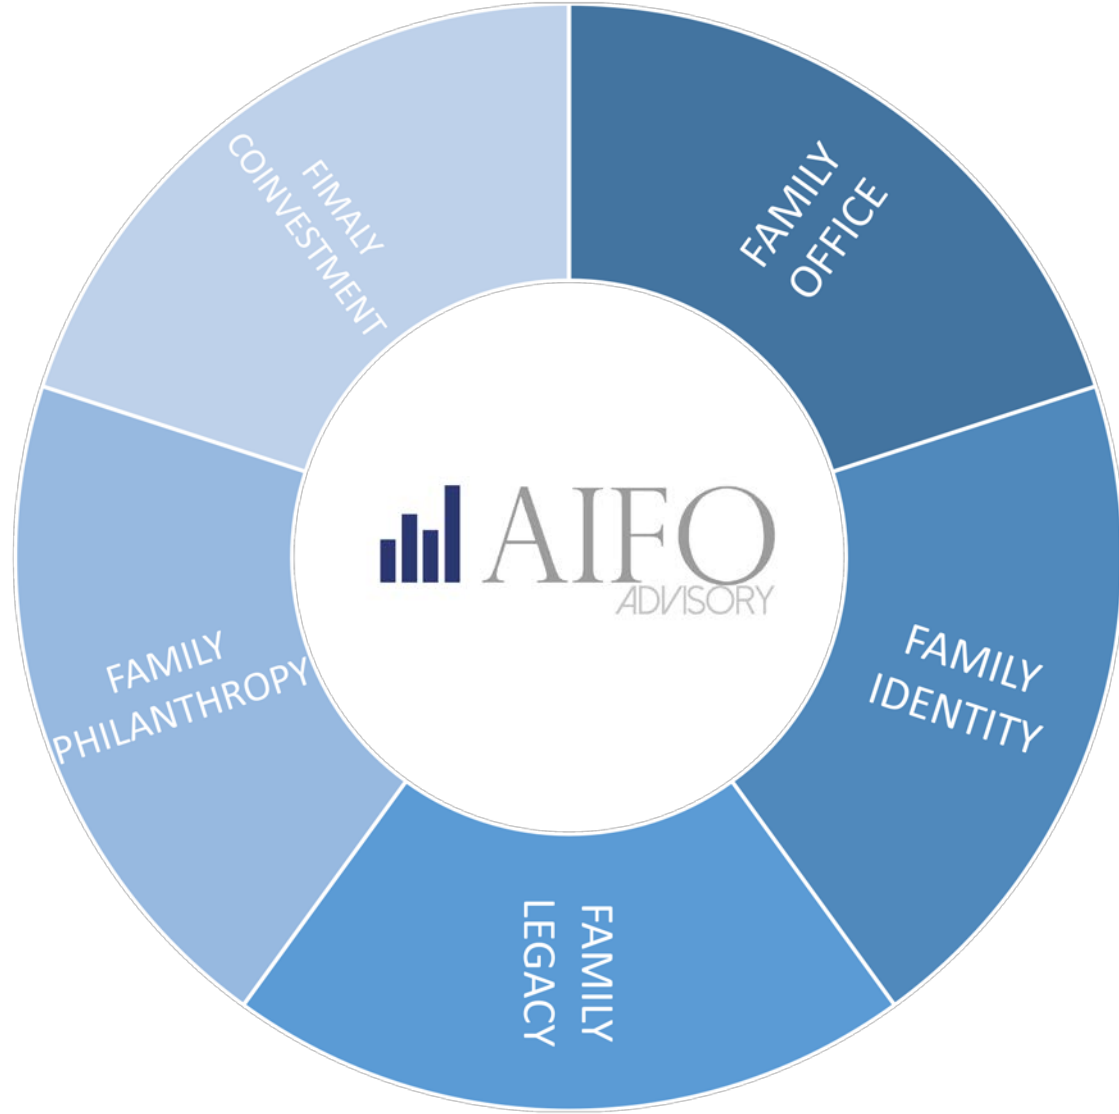 FAMILY
OFFICE
FAMILY
IDENTITY
FAMILY
LEGACY
FAMILY
PHILANTHROPY
FIMALY
COINVESTMENT
AIFO
ADVISORY